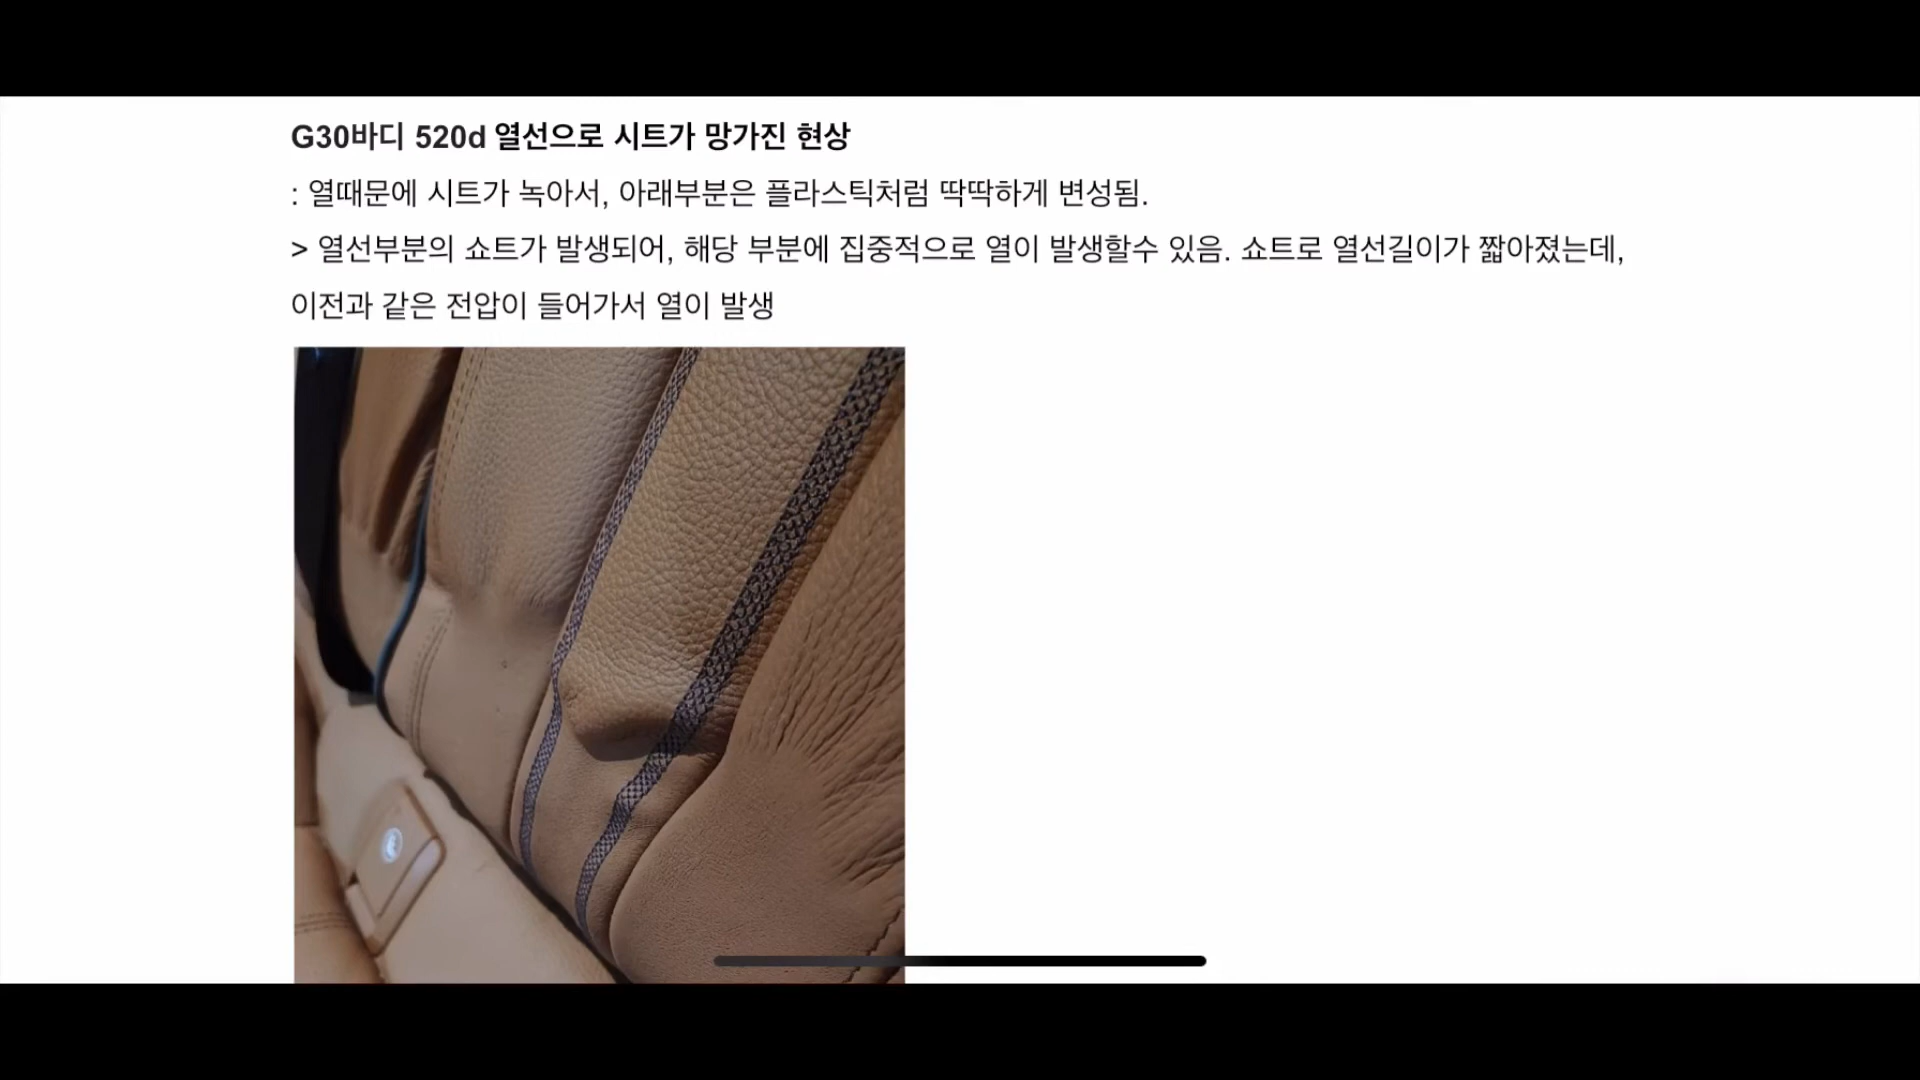 G30바디 520d 열선으로 시트가 망가진 현상
: 열때문에 시트가 녹아서, 아래부분은 플라스틱처럼 딱딱하게 변성됨.
> 열선부분의 쇼트가 발생되어, 해당 부분에 집중적으로 열이 발생할수 있음. 쇼트로 열선길이가 짧아졌는데,
이전과 같은 전압이 들어가서 열이 발생